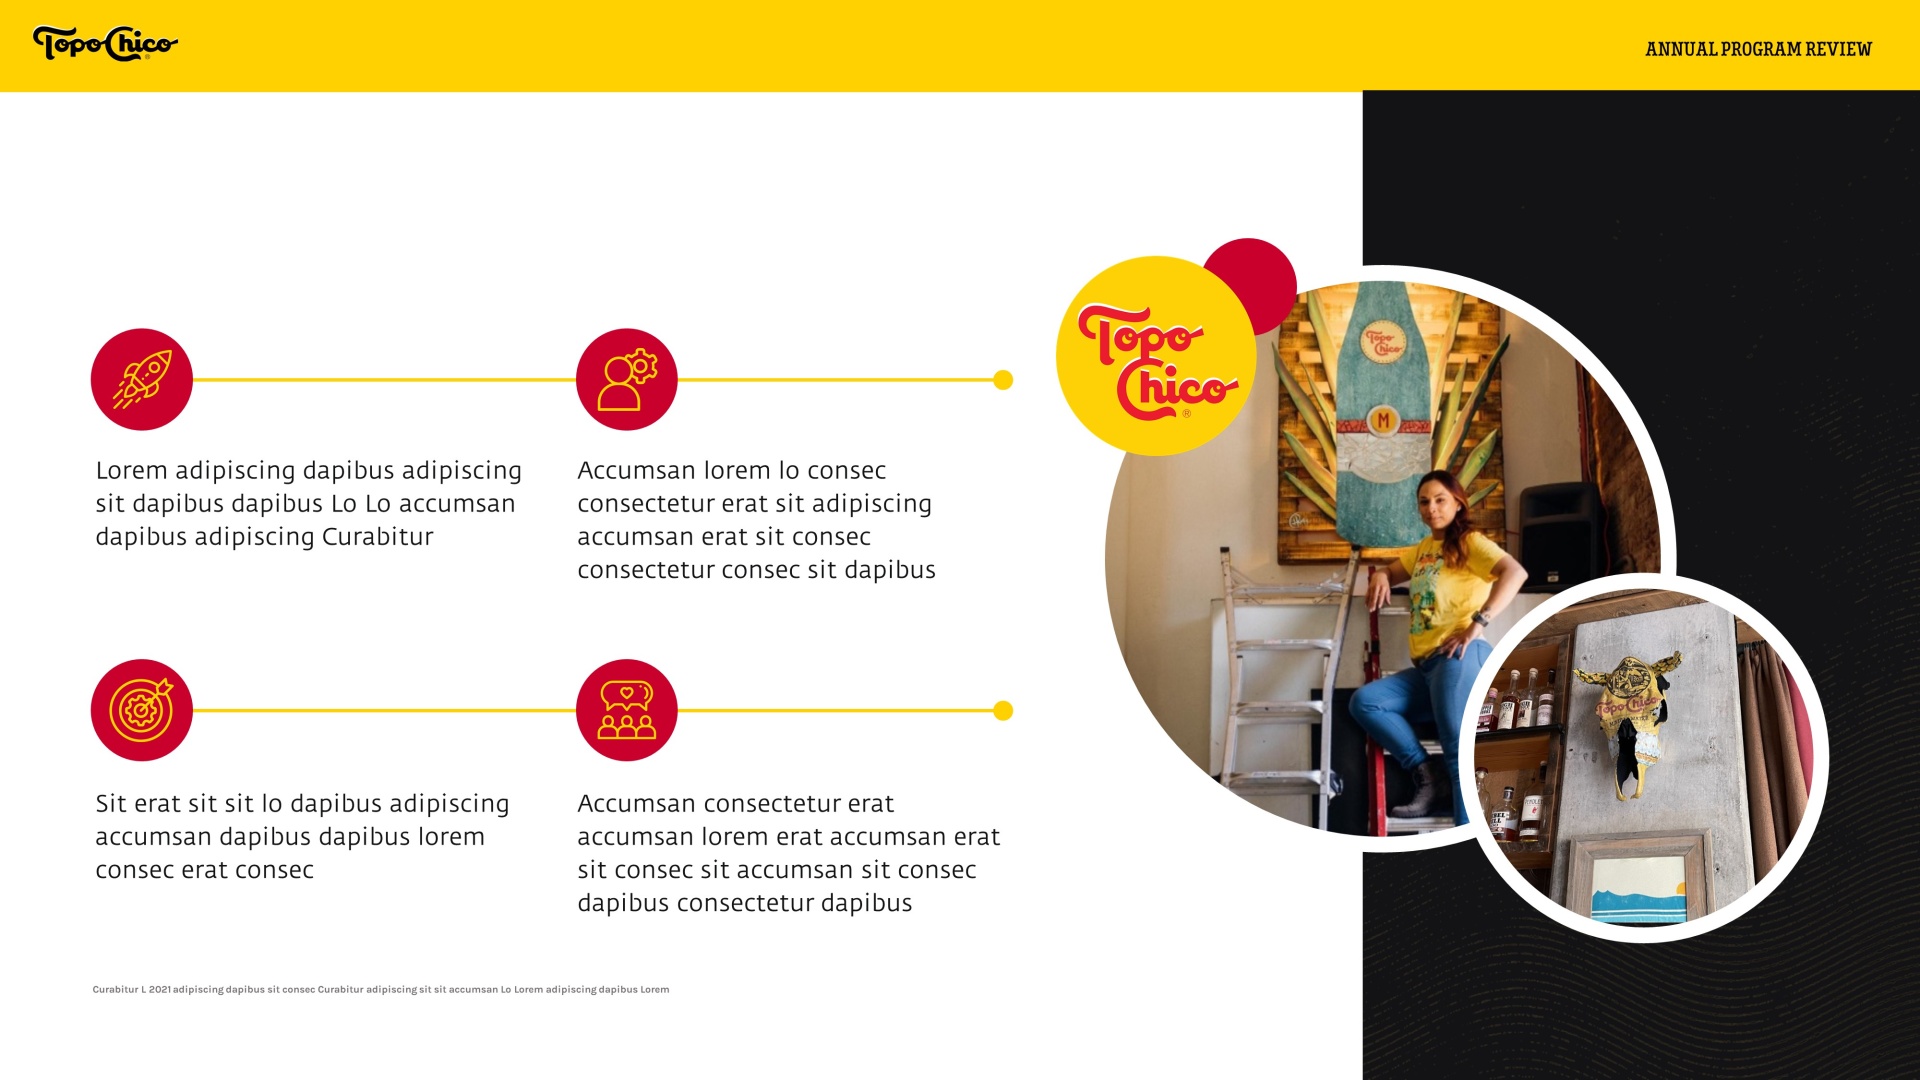 Topo Chico
ANNUAL PROGRAM REVIEW
Topo
Chico
®
Topo
Chico
M
Lorem adipiscing dapibus adipiscing
sit dapibus dapibus Lo Lo accumsan
dapibus adipiscing Curabitur
Accumsan lorem lo consec
consectetur erat sit adipiscing
accumsan erat sit consec
consectetur consec sit dapibus
Sit erat sit sit lo dapibus adipiscing
accumsan dapibus dapibus lorem
consec erat consec
Accumsan consectetur erat
accumsan lorem erat accumsan erat
sit consec sit accumsan sit consec
dapibus consectetur dapibus
Topo Chico
Curabitur L 2021 adipiscing dapibus sit consec Curabitur adipiscing sit sit accumsan Lo Lorem adipiscing dapibus Lorem